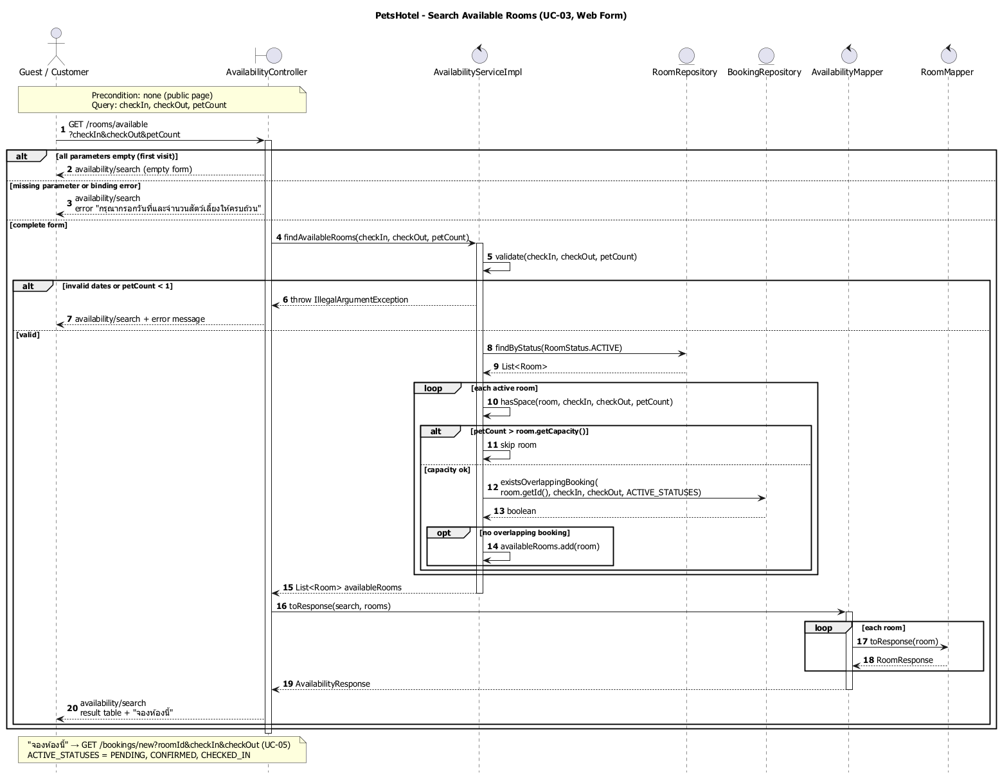 PetsHotel - Search Available Rooms (UC-03, Web Form)
Guest / Customer
AvailabilityController
AvailabilityServiceImpl
RoomRepository
BookingRepository
AvailabilityMapper
RoomMapper
Precondition: none (public page)
Query: checkIn, checkOut, petCount
1 GET /rooms/available
?checkIn&checkOut&petCount
alt [all parameters empty (first visit)]
2 availability/search (empty form)
[missing parameter or binding error]
3 availability/search
error "กรุณากรอกวันที่และจำนวนสัตว์เลี้ยงให้ครบถ้วน"
[complete form]
4 findAvailableRooms(checkIn, checkOut, petCount)
5 validate(checkIn, checkOut, petCount)
alt [invalid dates or petCount < 1]
6 throw IllegalArgumentException
7 availability/search + error message
[valid]
8 findByStatus(RoomStatus.ACTIVE)
9 List<Room>
loop [each active room]
10 hasSpace(room, checkIn, checkOut, petCount)
alt [petCount > room.getCapacity()]
11 skip room
[capacity ok]
12 existsOverlappingBooking(
room.getId(), checkIn, checkOut, ACTIVE_STATUSES)
13 boolean
opt [no overlapping booking]
14 availableRooms.add(room)
15 List<Room> availableRooms
16 toResponse(search, rooms)
loop [each room]
17 toResponse(room)
18 RoomResponse
19 AvailabilityResponse
20 availability/search
result table + "จองห้องนี้"
"จองห้องนี้" → GET /bookings/new?roomId&checkIn&checkOut (UC-05)
ACTIVE_STATUSES = PENDING, CONFIRMED, CHECKED_IN